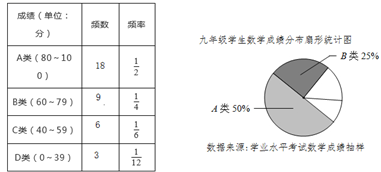 成绩（单位：分）
频数
频率
A类（80~100）
18
1/2
B类（60~79）
9
1/4
C类（40~59）
6
1/6
D类（0~39）
3
1/12
九年级学生数学成绩分布扇形统计图
B 类 25%
A 类 50%
数据来源:学业水平考试数学成绩抽样